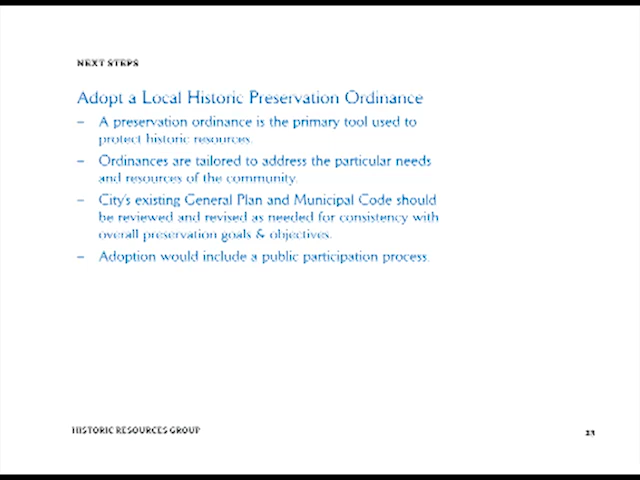 NEXT STEPS
Adopt a Local Historic Preservation Ordinance
– A preservation ordinance is the primary tool used to
protect historic resources.
– Ordinances are tailored to address the particular needs
and resources of the community.
– City's existing General Plan and Municipal Code should
be reviewed and revised as needed for consistency with
overall preservation goals & objectives.
– Adoption would include a public participation process.
HISTORIC RESOURCES GROUP